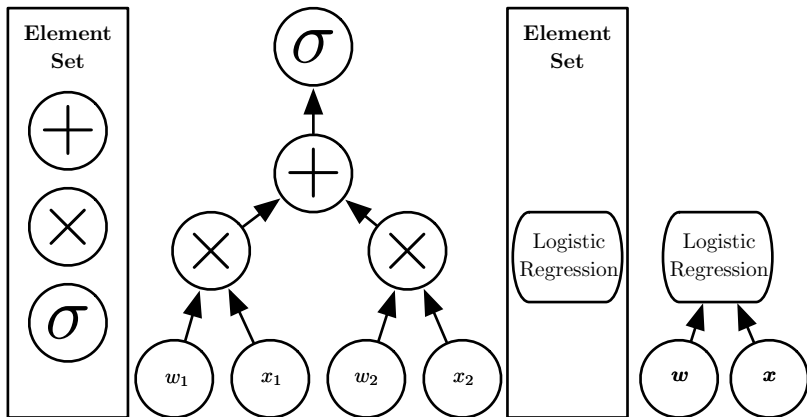 Element
Set
+
×
σ
σ
+
× ×
w₁ x₁ w₂ x₂
Element
Set
Logistic
Regression
Logistic
Regression
w x